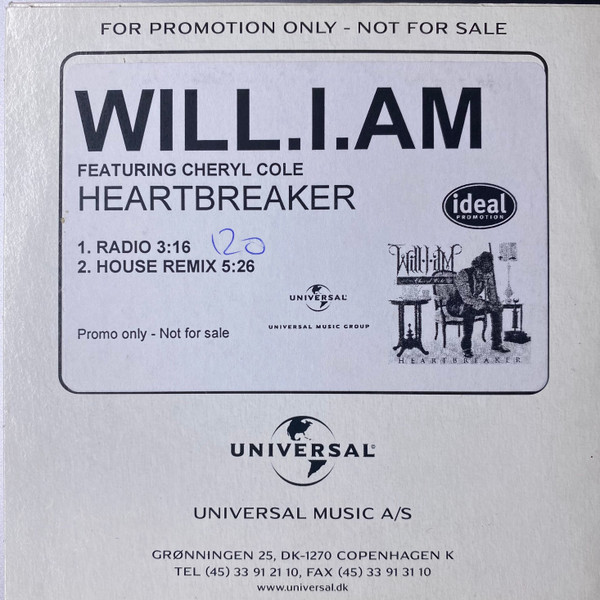 FOR PROMOTION ONLY - NOT FOR SALE
WILL.I.AM
FEATURING CHERYL COLE
HEARTBREAKER
ideal
PROMOTION
1. RADIO 3:16 120
2. HOUSE REMIX 5:26
Will·I·aM
UNIVERSAL
UNIVERSAL MUSIC GROUP
Promo only - Not for sale
HEARTBREAKER
UNIVERSAL
UNIVERSAL MUSIC A/S
GRØNNINGEN 25, DK-1270 COPENHAGEN K
TEL (45) 33 91 21 10, FAX (45) 33 91 31 10
www.universal.dk